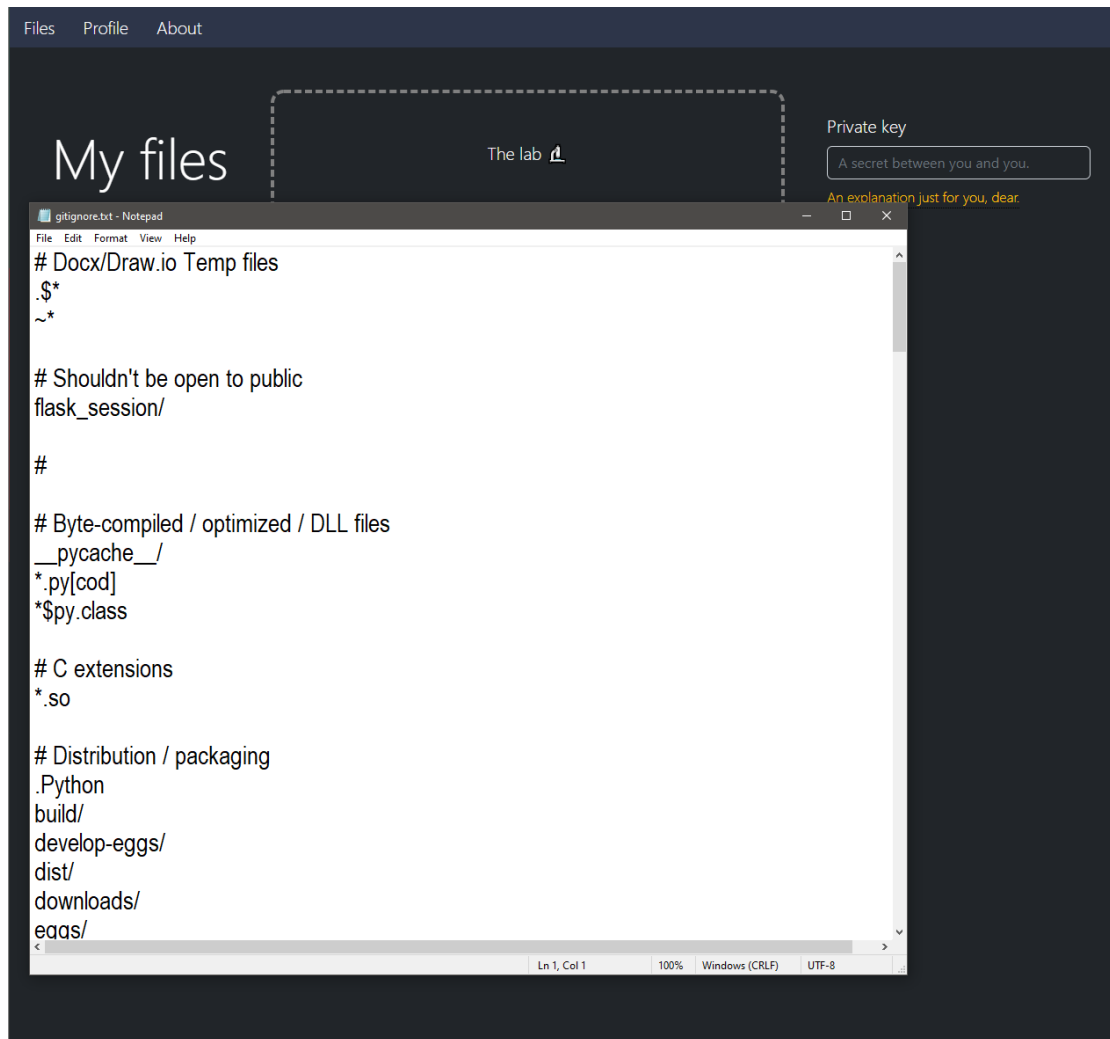 Files Profile About
My files
The lab
Private key
A secret between you and you.
An explanation just for you, dear.
gitignore.txt - Notepad
File Edit Format View Help
# Docx/Draw.io Temp files
.$*
~*
# Shouldn't be open to public
flask_session/
#
# Byte-compiled / optimized / DLL files
__pycache__/
*.py[cod]
*$py.class
# C extensions
*.so
# Distribution / packaging
.Python
build/
develop-eggs/
dist/
downloads/
eggs/
Ln 1, Col 1 100% Windows (CRLF) UTF-8